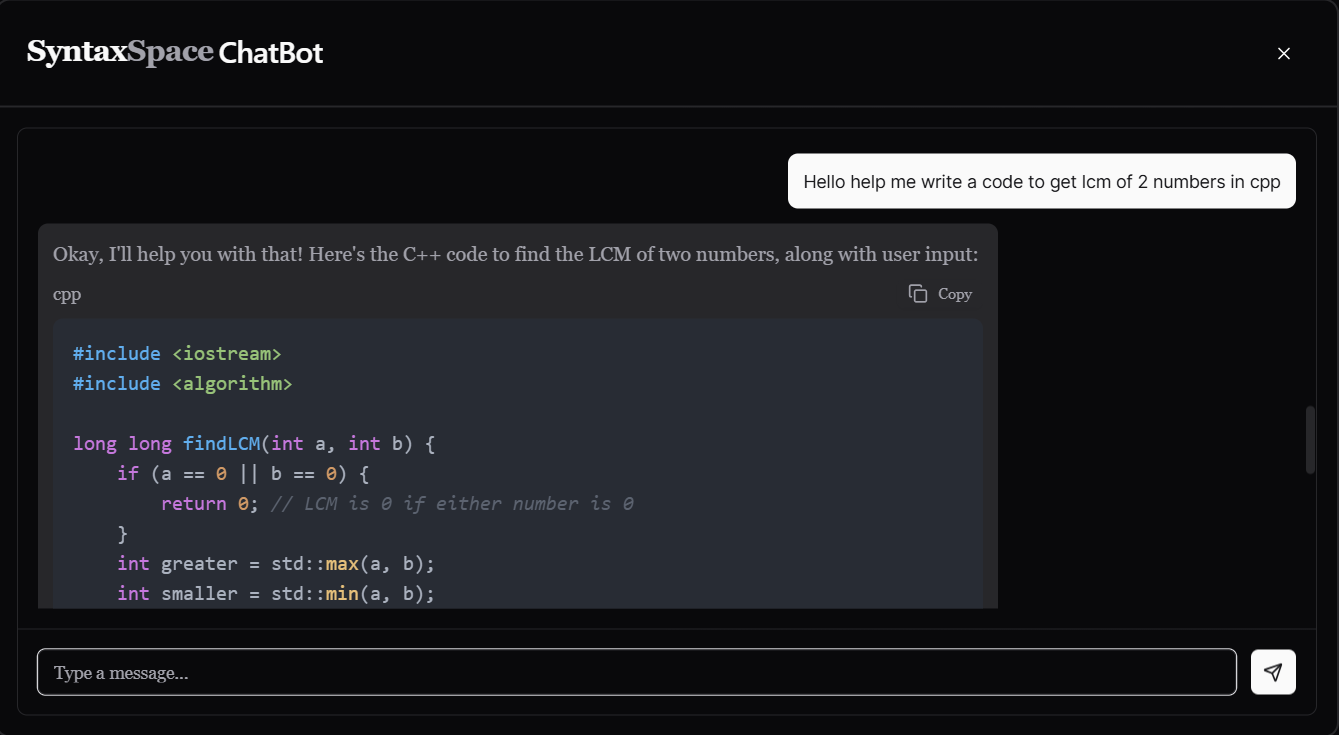 SyntaxSpace ChatBot
Hello help me write a code to get lcm of 2 numbers in cpp
Okay, I'll help you with that! Here's the C++ code to find the LCM of two numbers, along with user input:
cpp
Copy
#include <iostream>
#include <algorithm>
long long findLCM(int a, int b) {
    if (a == 0 || b == 0) {
        return 0; // LCM is 0 if either number is 0
    }
    int greater = std::max(a, b);
    int smaller = std::min(a, b);
Type a message...